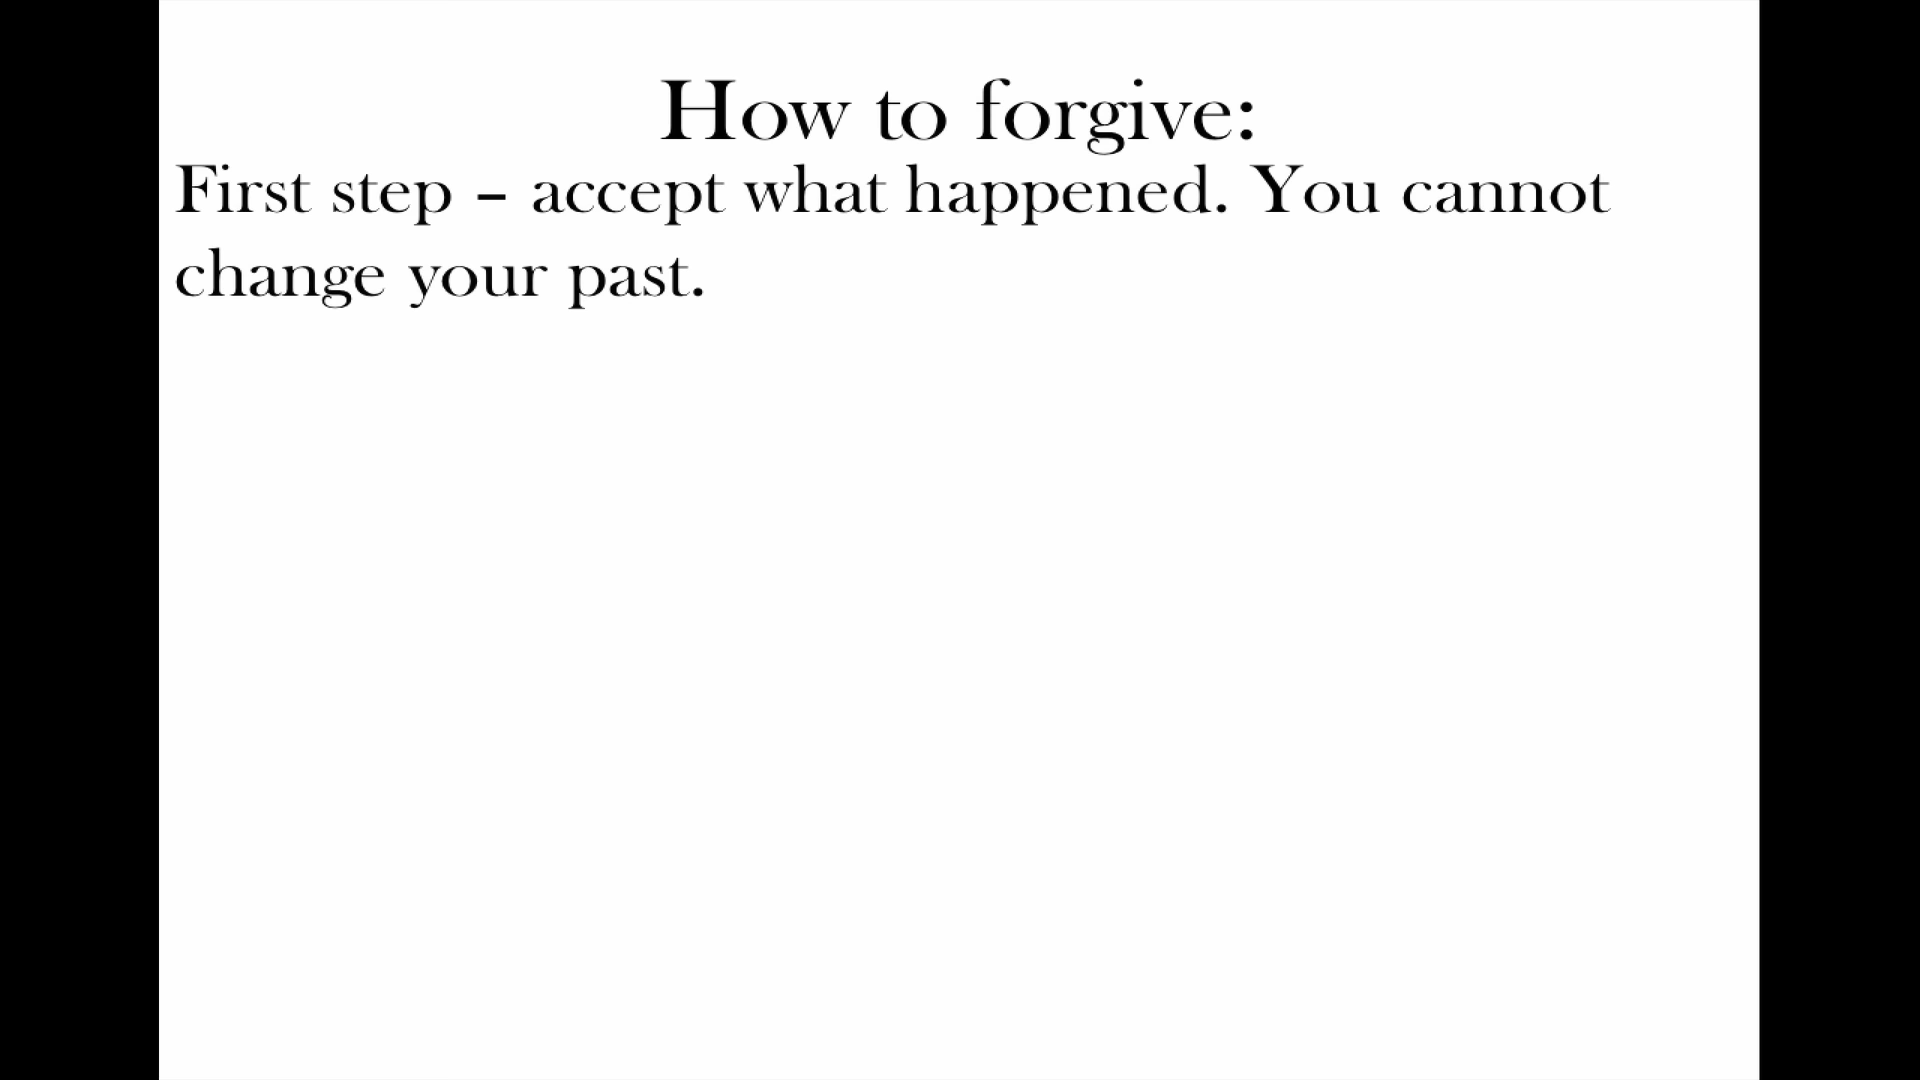 How to forgive:
First step – accept what happened. You cannot
change your past.